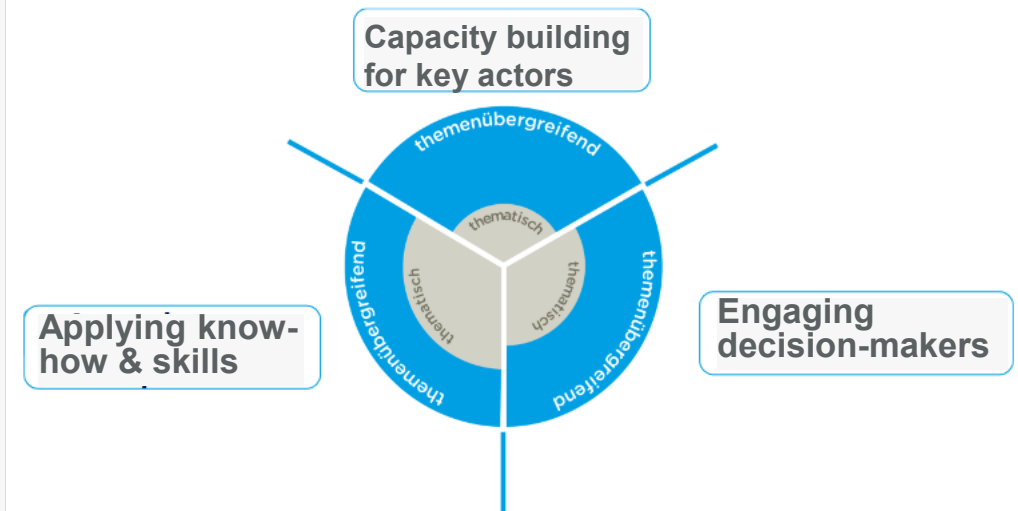 Capacity building
for key actors
themenübergreifend
thematisch
themenübergreifend
thematisch
thematisch
themenübergreifend
Applying know-
how & skills
Engaging
decision-makers